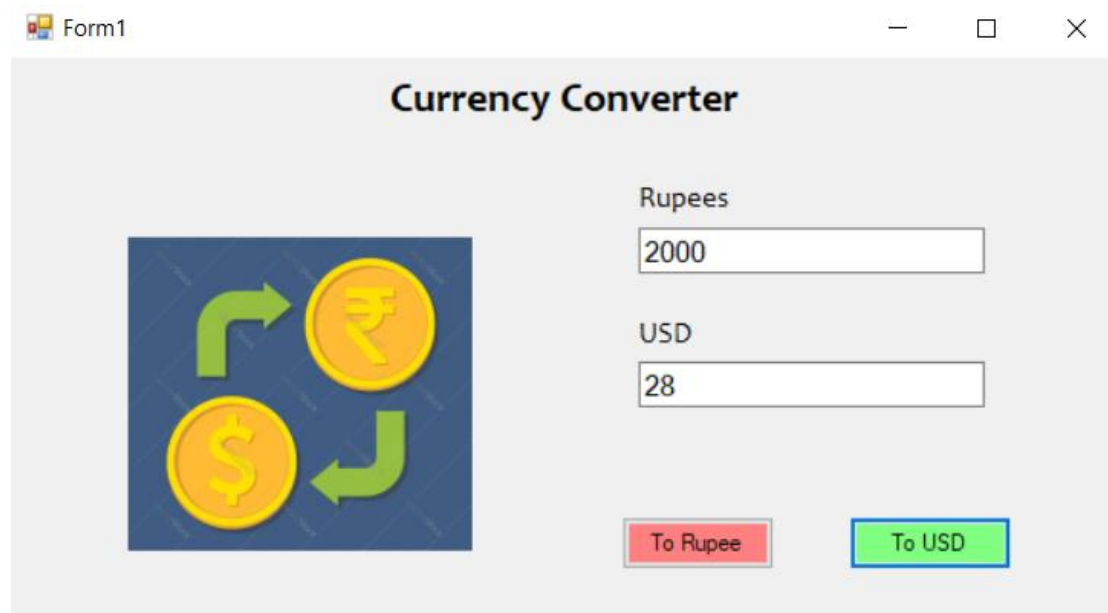 Form1
Currency Converter
Rupees
2000
₹
USD
28
$
To Rupee
To USD